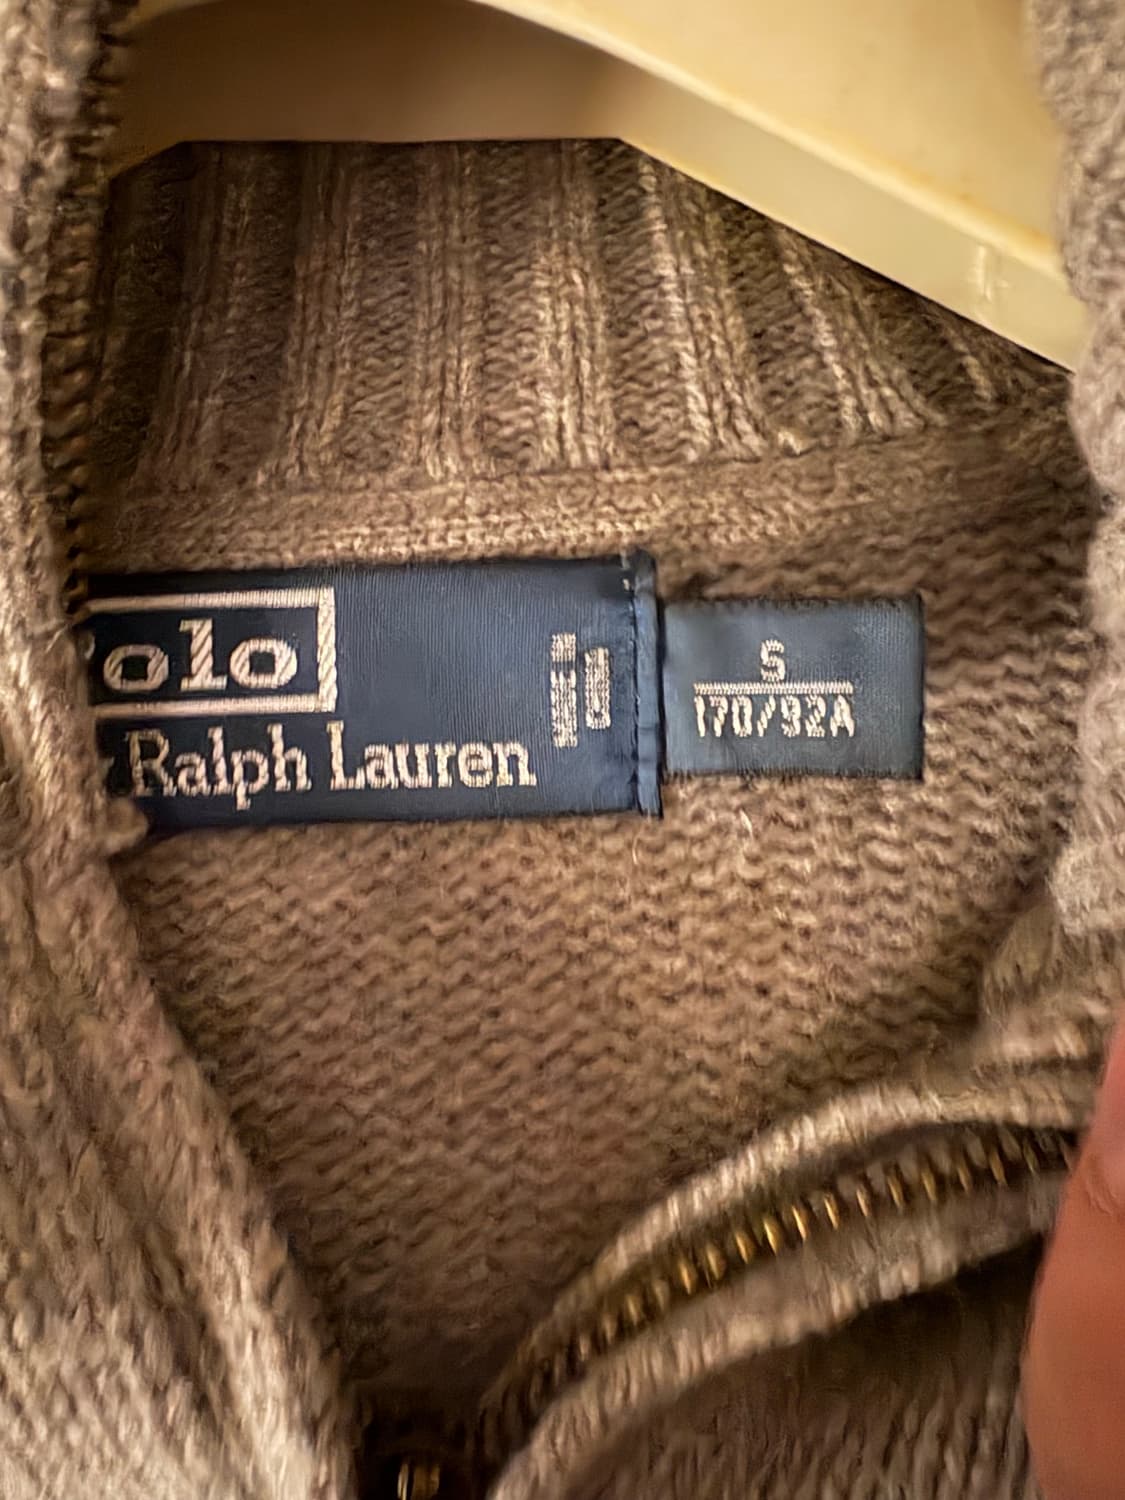 olo
Ralph Lauren
S
170/92A